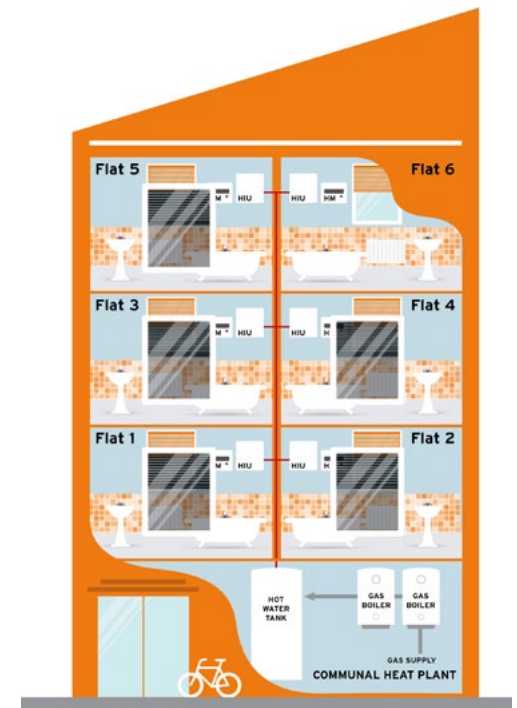 Flat 5
Flat 6
M
HIU
HIU
HM
Flat 3
Flat 4
M
HIU
HIU
H
Flat 1
Flat 2
M
HIU
HIU
H
HOT
WATER
TANK
GAS
BOILER
GAS
BOILER
GAS SUPPLY
COMMUNAL HEAT PLANT